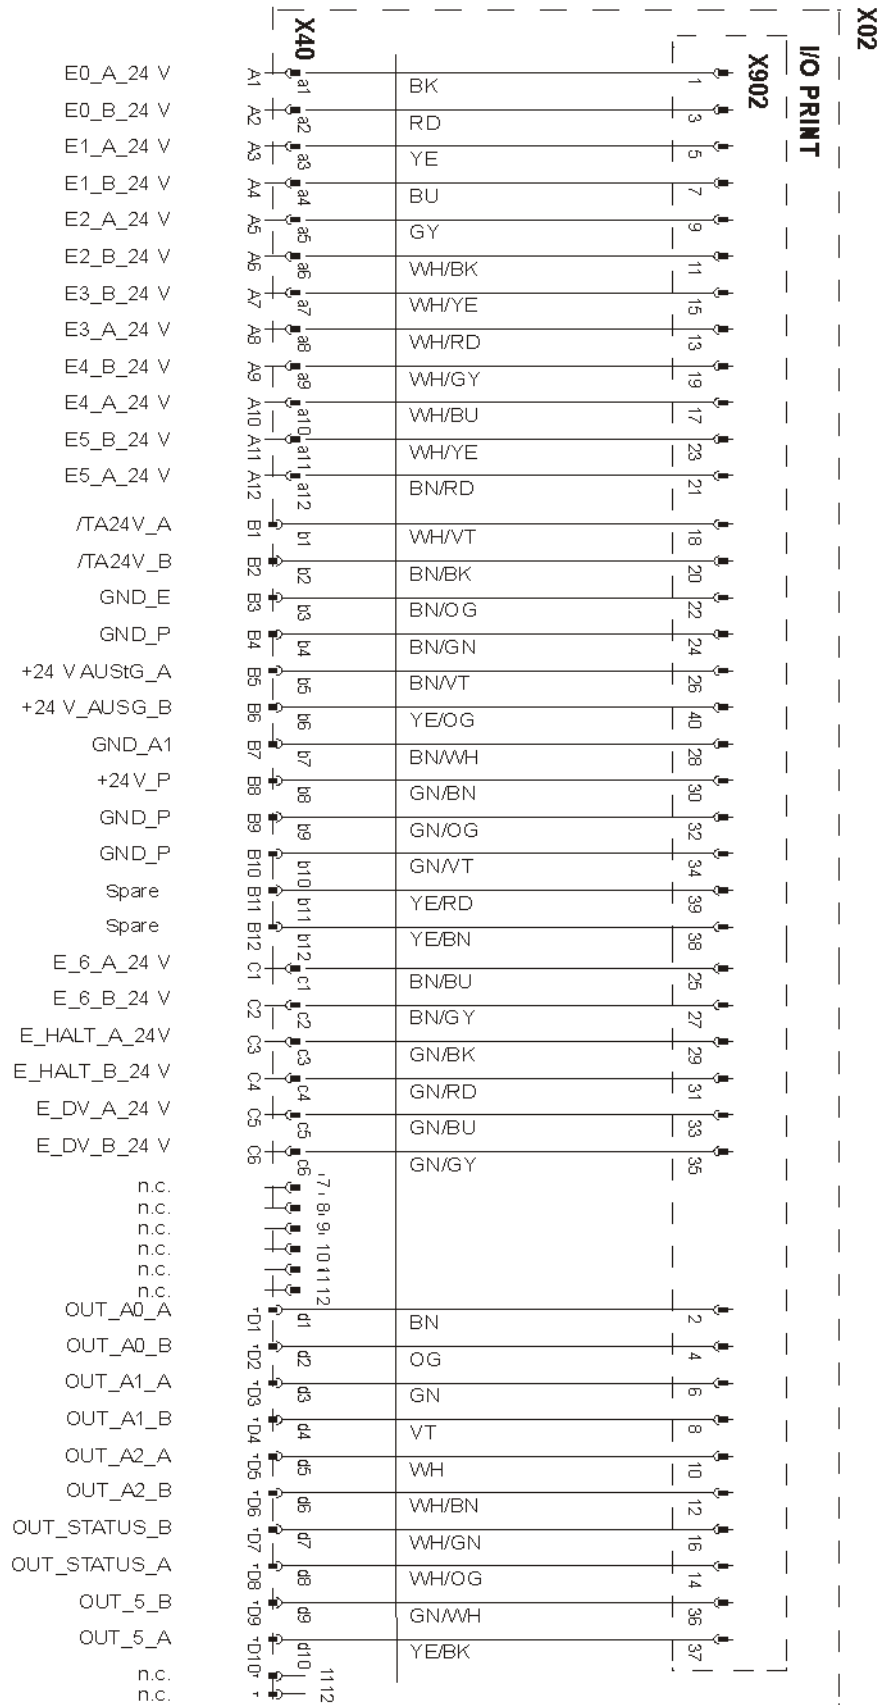 X02
X40
I/O PRINT
X902
E0_A_24 V A1 a1 BK 1
E0_B_24 V A2 a2 RD 3
E1_A_24 V A3 a3 YE 5
E1_B_24 V A4 a4 BU 7
E2_A_24 V A5 a5 GY 9
E2_B_24 V A6 a6 WH/BK 11
E3_B_24 V A7 a7 WH/YE 15
E3_A_24 V A8 a8 WH/RD 13
E4_B_24 V A9 a9 WH/GY 19
E4_A_24 V A10 a10 WH/BU 17
E5_B_24 V A11 a11 WH/YE 23
E5_A_24 V A12 a12 BN/RD 21
/TA24V_A B1 b1 WH/VT 18
/TA24V_B B2 b2 BN/BK 20
GND_E B3 b3 BN/OG 22
GND_P B4 b4 BN/GN 24
+24 V AUStG_A B5 b5 BN/VT 26
+24 V_AUSG_B B6 b6 YE/OG 40
GND_A1 B7 b7 BN/WH 28
+24V_P B8 b8 GN/BN 30
GND_P B9 b9 GN/OG 32
GND_P B10 b10 GN/VT 34
Spare B11 b11 YE/RD 39
Spare B12 b12 YE/BN 38
E_6_A_24 V C1 c1 BN/BU 25
E_6_B_24 V C2 c2 BN/GY 27
E_HALT_A_24V C3 c3 GN/BK 29
E_HALT_B_24 V C4 c4 GN/RD 31
E_DV_A_24 V C5 c5 GN/BU 33
E_DV_B_24 V C6 c6 GN/GY 35
n.c. 7
n.c. 8
n.c. 9
n.c. 10
n.c. 11
n.c. 12
OUT_A0_A D1 d1 BN 2
OUT_A0_B D2 d2 OG 4
OUT_A1_A D3 d3 GN 6
OUT_A1_B D4 d4 VT 8
OUT_A2_A D5 d5 WH 10
OUT_A2_B D6 d6 WH/BN 12
OUT_STATUS_B D7 d7 WH/GN 16
OUT_STATUS_A D8 d8 WH/OG 14
OUT_5_B D9 d9 GN/WH 36
OUT_5_A D10 d10 YE/BK 37
n.c. 11
n.c. 12